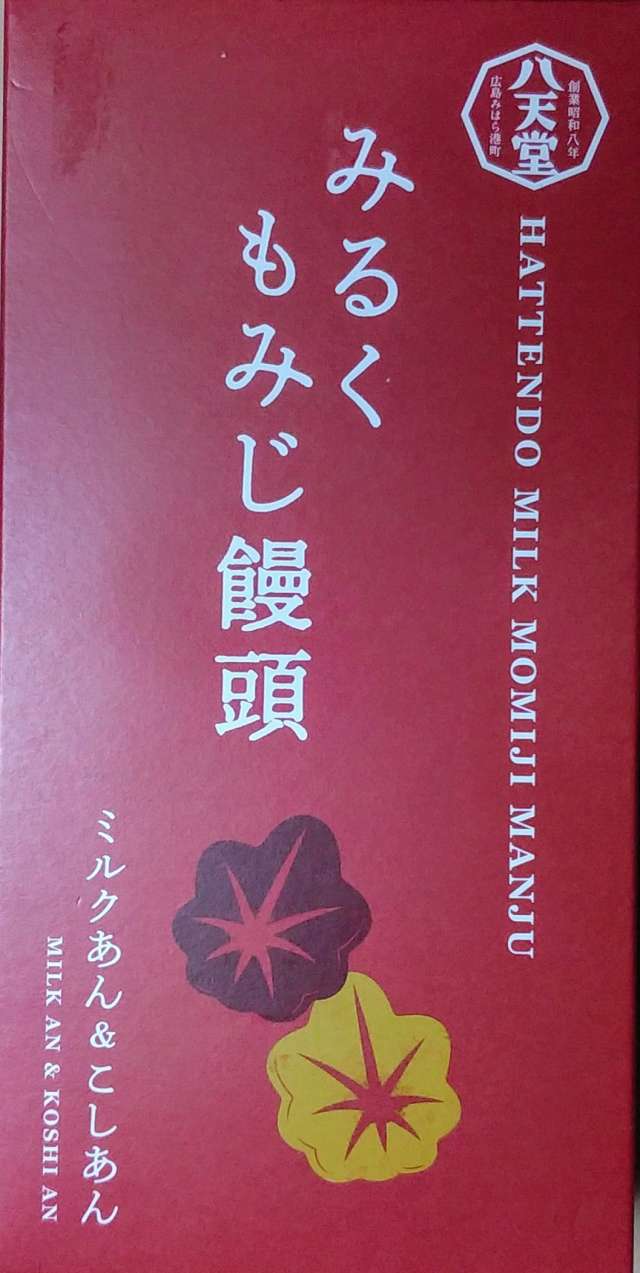 創業昭和八年
八天堂
広島みはら港町
HATTENDO MILK MOMIJI MANJU
みるく
もみじ饅頭
ミルクあん&こしあん
MILK AN & KOSHI AN